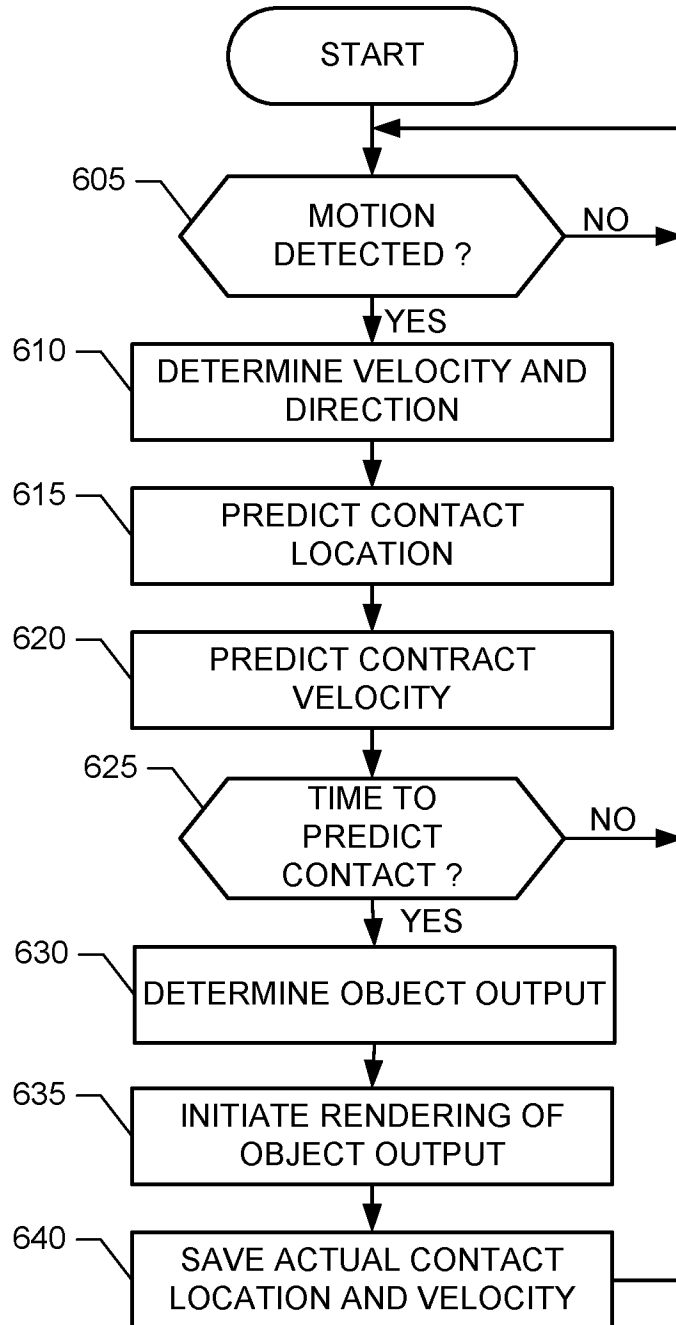 START
605
MOTION
DETECTED ?
NO
YES
610
DETERMINE VELOCITY AND
DIRECTION
615
PREDICT CONTACT
LOCATION
620
PREDICT CONTRACT
VELOCITY
625
TIME TO
PREDICT
CONTACT ?
NO
YES
630
DETERMINE OBJECT OUTPUT
635
INITIATE RENDERING OF
OBJECT OUTPUT
640
SAVE ACTUAL CONTACT
LOCATION AND VELOCITY